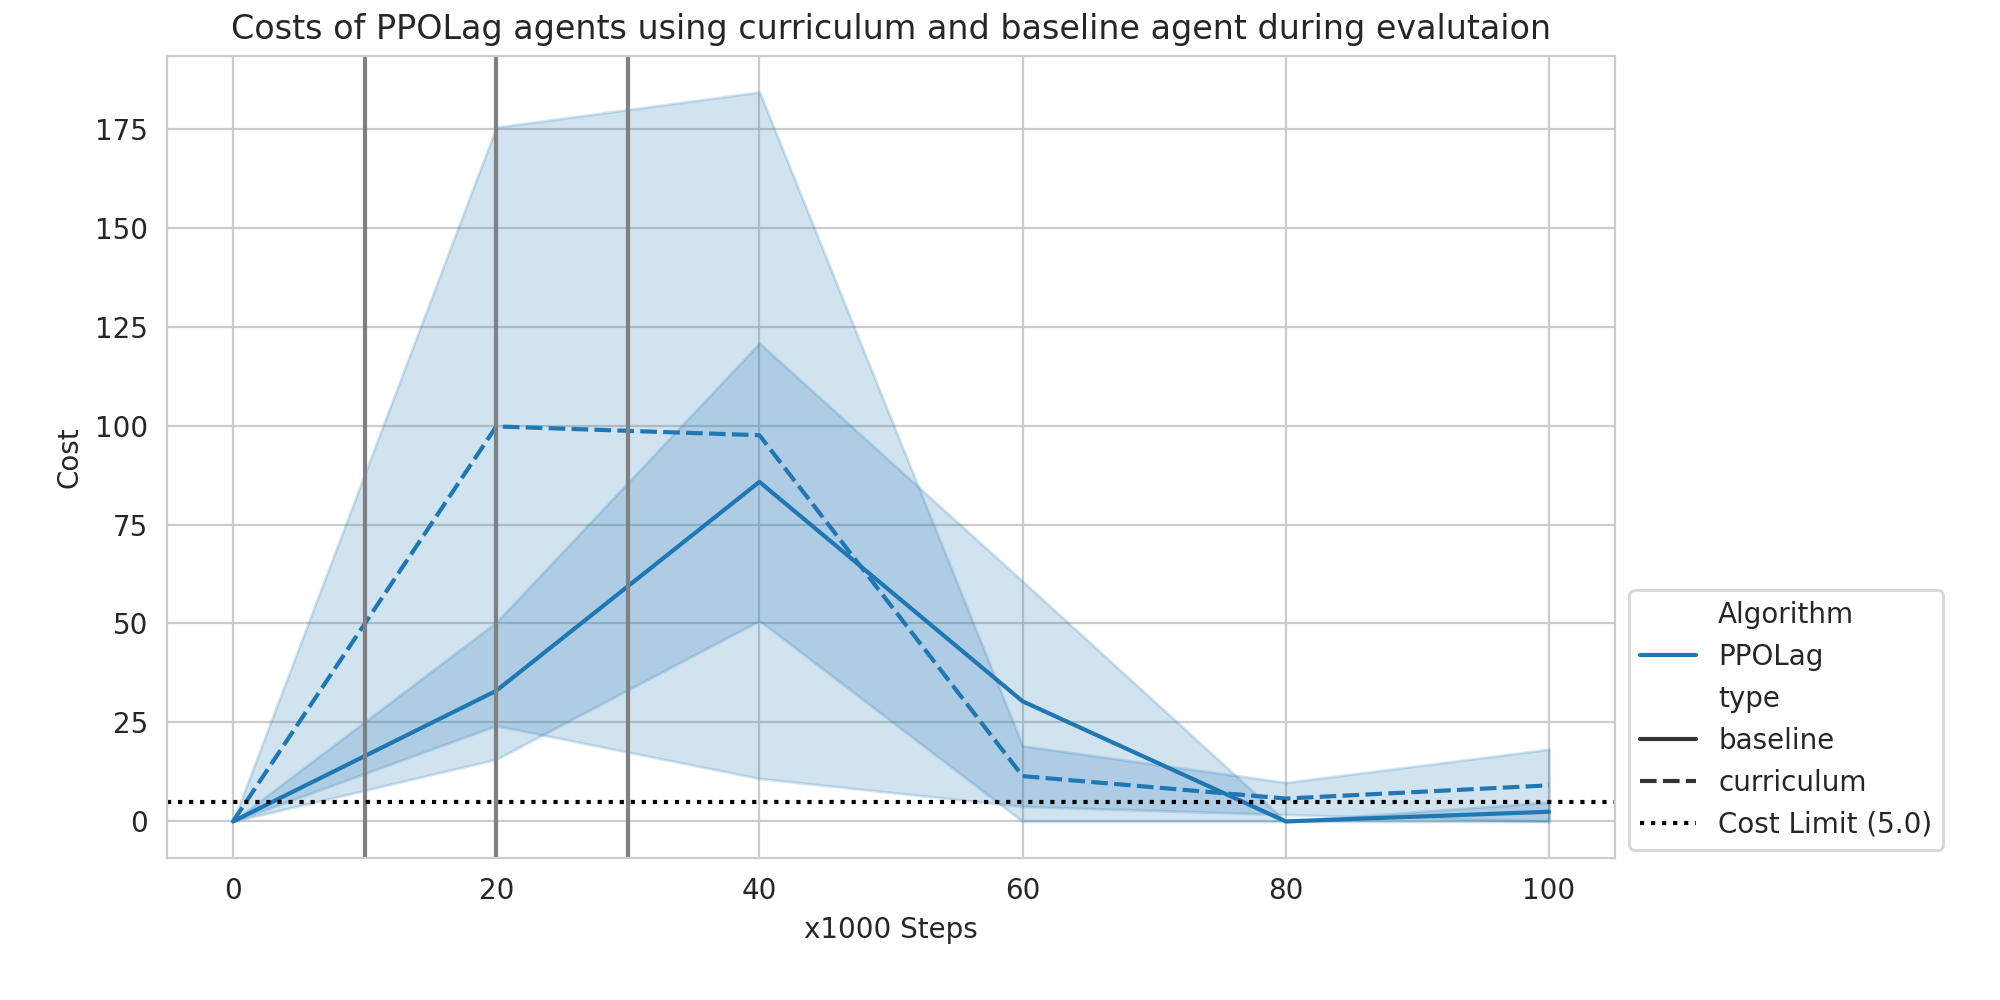 Costs of PPOLag agents using curriculum and baseline agent during evalutaion
175
150
125
100
75
50
25
0
Cost
0 20 40 60 80 100
x1000 Steps
Algorithm
PPOLag
type
baseline
curriculum
Cost Limit (5.0)